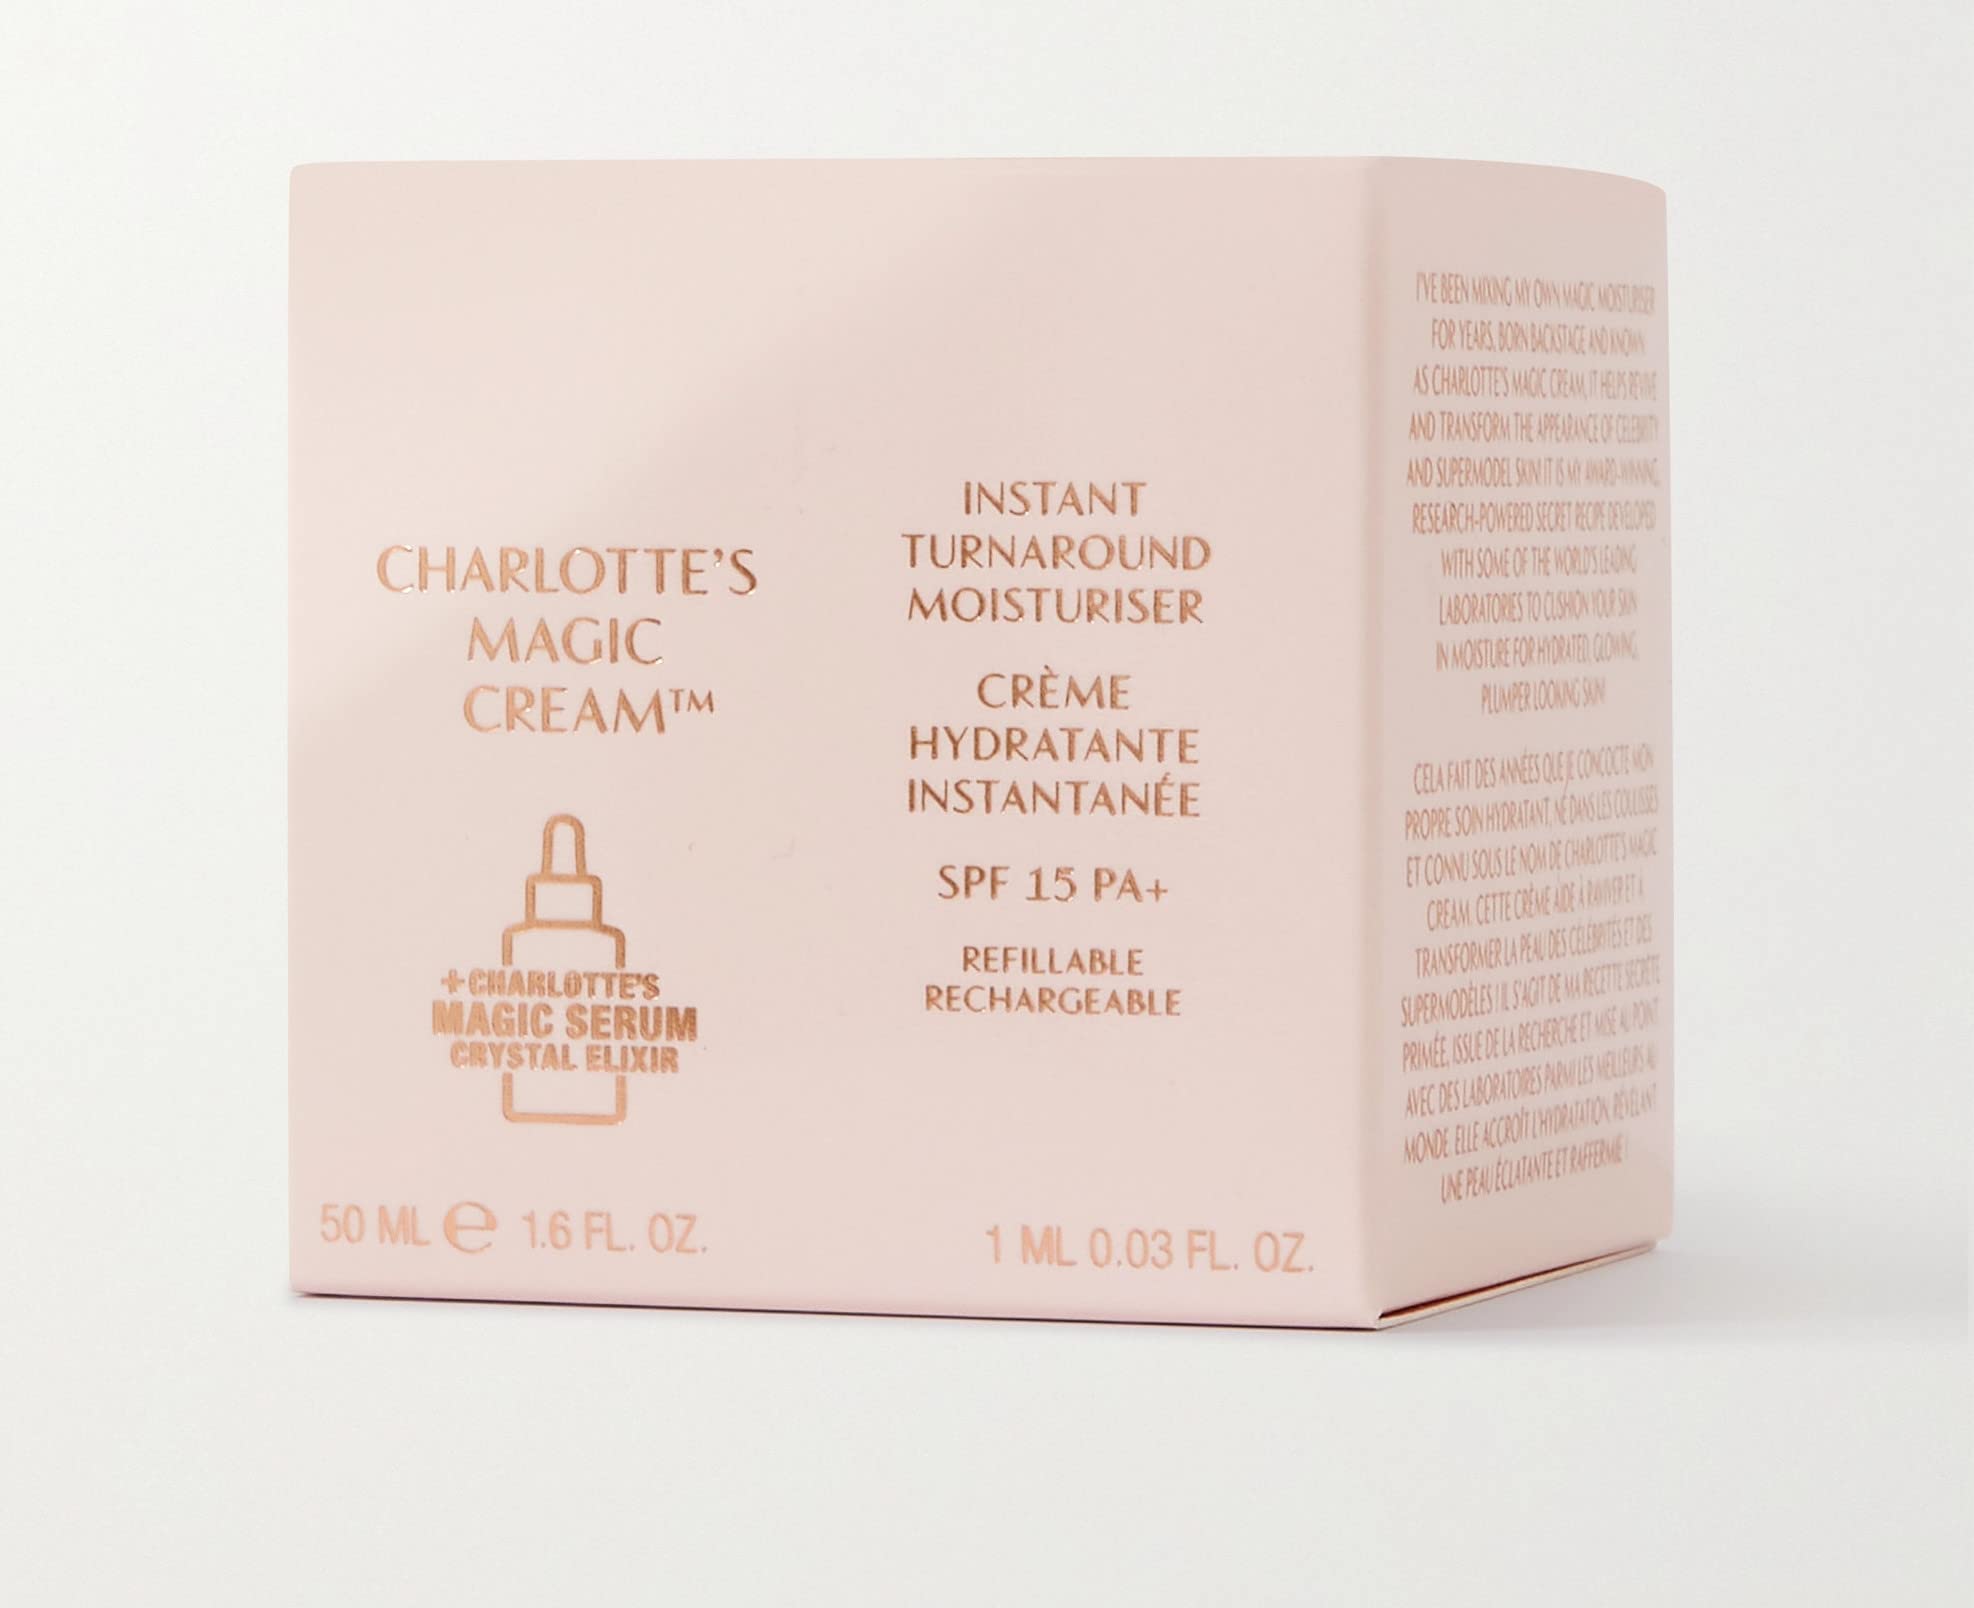 CHARLOTTE'S
MAGIC
CREAM™
+CHARLOTTE'S
MAGIC SERUM
CRYSTAL ELIXIR
50 ML ℮ 1.6 FL. OZ.
INSTANT
TURNAROUND
MOISTURISER
CRÈME
HYDRATANTE
INSTANTANÉE
SPF 15 PA+
REFILLABLE
RECHARGEABLE
1 ML 0.03 FL. OZ.
I'VE BEEN MIXING MY OWN MAGIC MOISTURISER
FOR YEARS. BORN BACKSTAGE AND KNOWN
AS CHARLOTTE'S MAGIC CREAM, IT HELPS REVIVE
AND TRANSFORM THE APPEARANCE OF CELEBRITY
AND SUPERMODEL SKIN! IT IS MY AWARD-WINNING,
RESEARCH-POWERED SECRET RECIPE DEVELOPED
WITH SOME OF THE WORLD'S LEADING
LABORATORIES TO CUSHION YOUR SKIN
IN MOISTURE FOR HYDRATED, GLOWING,
PLUMPER LOOKING SKIN!
CELA FAIT DES ANNÉES QUE JE CONCOCTE MON
PROPRE SOIN HYDRATANT, NÉ DANS LES COULISSES
ET CONNU SOUS LE NOM DE CHARLOTTE'S MAGIC
CREAM. CETTE CRÈME AIDE À RAVIVER ET À
TRANSFORMER LA PEAU DES CÉLÉBRITÉS ET DES
SUPERMODÈLES ! IL S'AGIT DE MA RECETTE SECRÈTE
PRIMÉE, ISSUE DE LA RECHERCHE ET MISE AU POINT
AVEC DES LABORATOIRES PARMI LES MEILLEURS AU
MONDE. ELLE ACCROÎT L'HYDRATATION, RÉVÉLANT
UNE PEAU ÉCLATANTE ET RAFFERMIE !